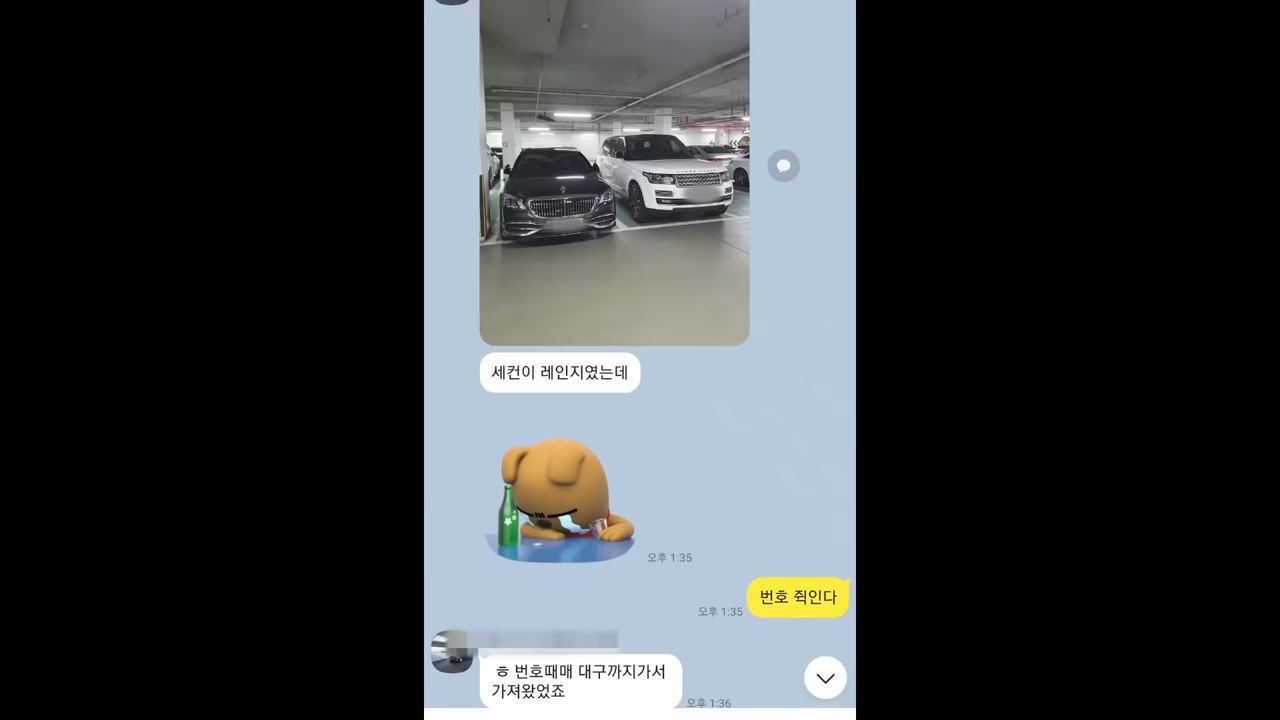 세컨이 레인지였는데
오후 1:35
번호 쥑인다
오후 1:35
ㅎ 번호때매 대구까지가서
가져왔었죠
오후 1:36